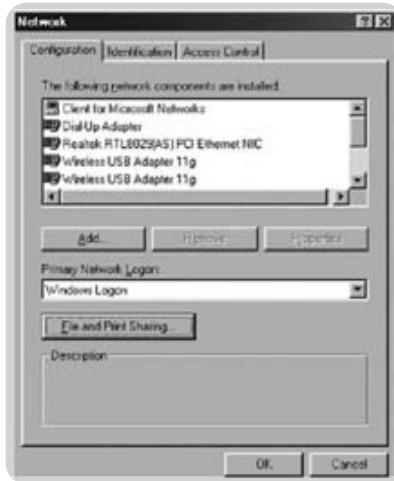 Network
Configuration Identification Access Control
The following network components are installed:
Client for Microsoft Networks
Dial-Up Adapter
Realtek RTL8029(AS) PCI Ethernet NIC
Wireless USB Adapter 11g
Wireless USB Adapter 11g
Add... Remove Properties
Primary Network Logon:
Windows Logon
File and Print Sharing...
Description
OK Cancel